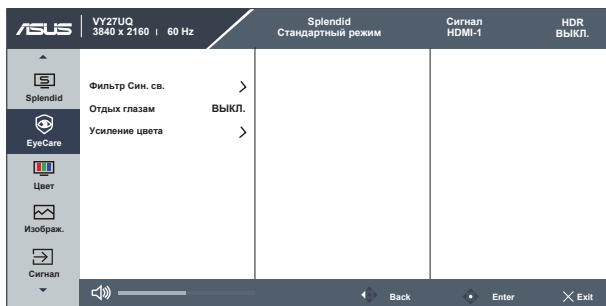 ASUS
VY27UQ
3840 x 2160 | 60 Hz
Splendid
Стандартный режим
Сигнал
HDMI-1
HDR
ВЫКЛ.
Splendid
EyeCare
Цвет
Изображ.
Сигнал
Фильтр Син. св.
Отдых глазам ВЫКЛ.
Усиление цвета
Back
Enter
Exit